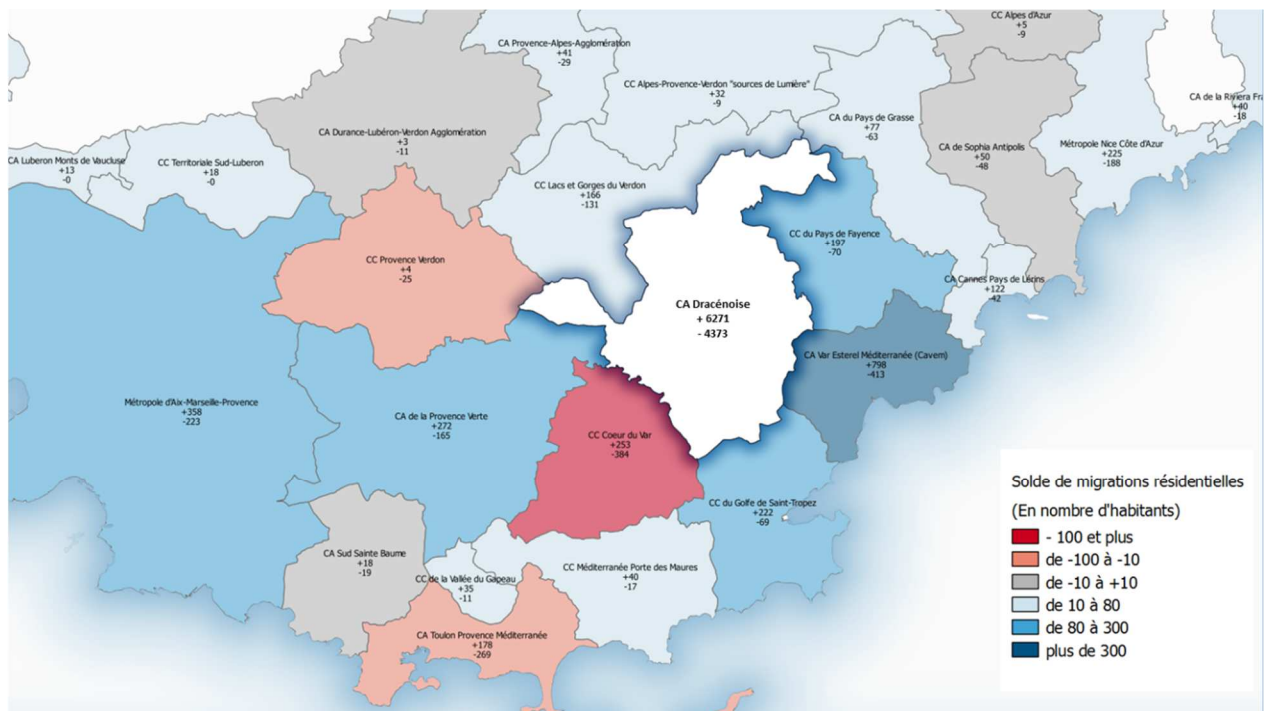 CC Alpes d'Azur
+5
-9
CA Provence-Alpes-Agglomération
+41
-29
CC Alpes-Provence-Verdon "sources de Lumière"
+32
-9
CA de la Riviera Fra
+40
-18
CA du Pays de Grasse
+77
-63
CA Durance-Lubéron-Verdon Agglomération
+3
-11
CA de Sophia Antipolis
+50
-48
Métropole Nice Côte d'Azur
+225
-188
CA Luberon Monts de Vaucluse
+13
-0
CC Territoriale Sud-Luberon
+18
-0
CC Lacs et Gorges du Verdon
+166
-131
CC du Pays de Fayence
+197
-70
CC Provence Verdon
+4
-25
CA Cannes Pays de Lérins
+122
-42
CA Dracénoise
+ 6271
- 4373
CA Var Esterel Méditerranée (Cavem)
+798
-413
Métropole d'Aix-Marseille-Provence
+358
-223
CA de la Provence Verte
+272
-165
CC Coeur du Var
+253
-384
CC du Golfe de Saint-Tropez
+222
-69
CA Sud Sainte Baume
+18
-19
CC de la Vallée du Gapeau
+35
-11
CC Méditerranée Porte des Maures
+40
-17
CA Toulon Provence Méditerranée
+178
-269
Solde de migrations résidentielles
(En nombre d'habitants)
- 100 et plus
de -100 à -10
de -10 à +10
de 10 à 80
de 80 à 300
plus de 300